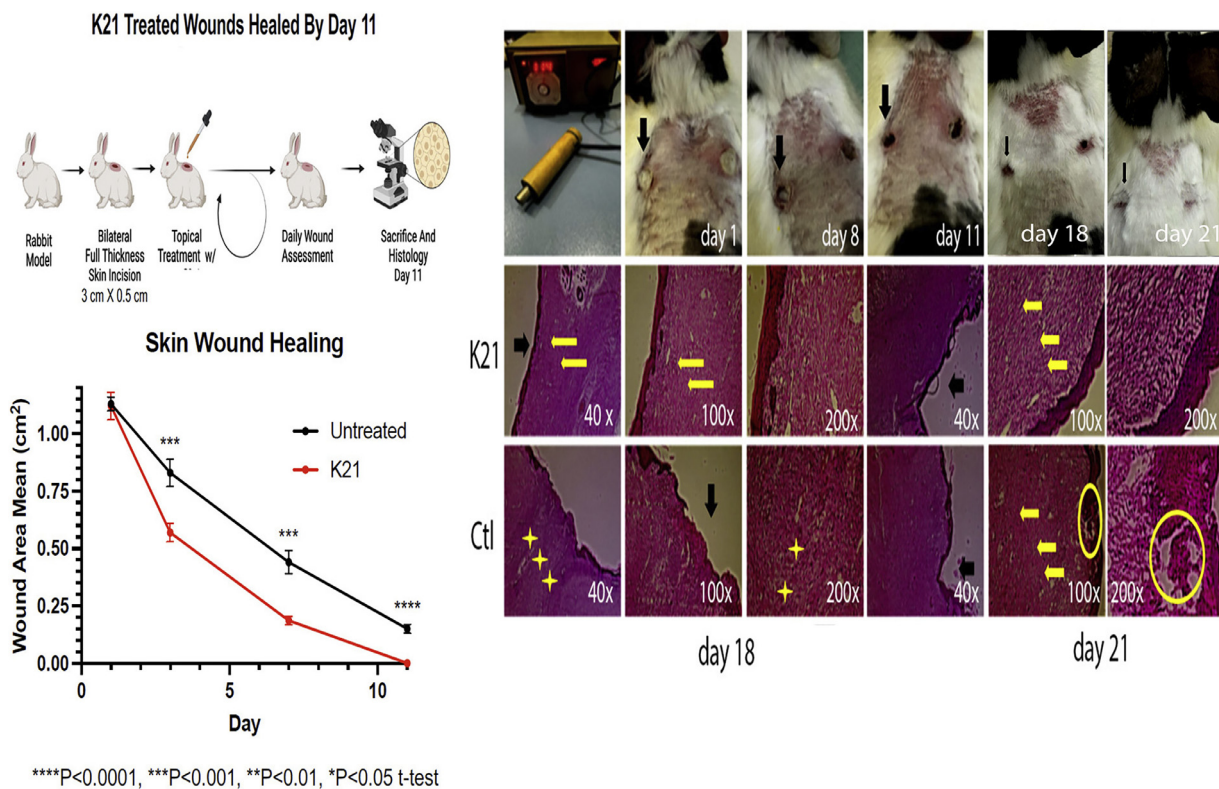 K21 Treated Wounds Healed By Day 11
Rabbit
Model
Bilateral
Full Thickness
Skin Incision
3 cm X 0.5 cm
Topical
Treatment w/
Daily Wound
Assessment
Sacrifice And
Histology
Day 11
Skin Wound Healing
Wound Area Mean (cm²)
1.00
0.75
0.50
0.25
0.00
0
5
10
Day
Untreated
K21
***
***
****
****P<0.0001, ***P<0.001, **P<0.01, *P<0.05 t-test
day 1
day 8
day 11
day 18
day 21
K21
40 x
100x
200x
40x
100x
200x
Ctl
40x
100x
200x
40x
100x
200x
day 18
day 21